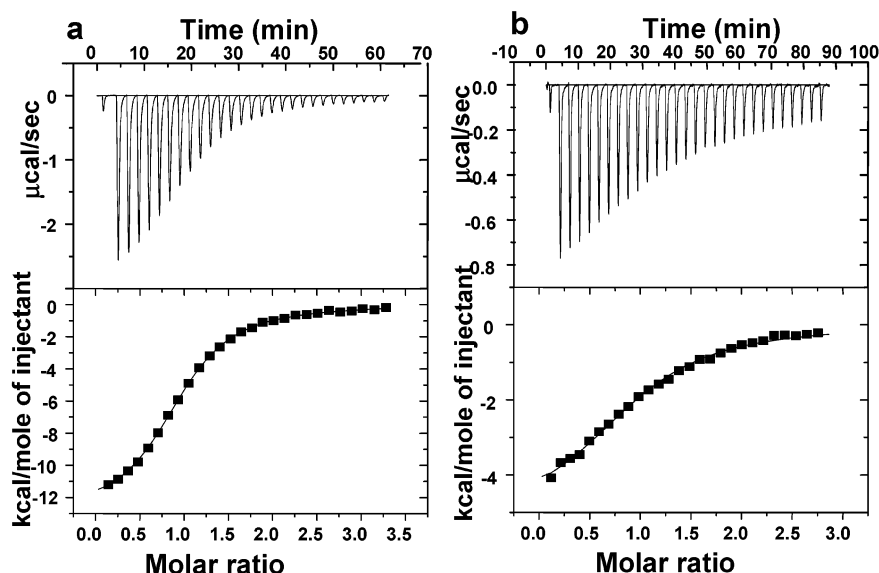 a
Time (min)
0 10 20 30 40 50 60 70
0
-1
-2
µcal/sec
0
-2
-4
-6
-8
-10
-12
kcal/mole of injectant
0.0 0.5 1.0 1.5 2.0 2.5 3.0 3.5
Molar ratio
b
Time (min)
-10 0 10 20 30 40 50 60 70 80 90 100
0.0
-0.2
-0.4
-0.6
-0.8
µcal/sec
0
-2
-4
kcal/mole of injectant
0.0 0.5 1.0 1.5 2.0 2.5 3.0
Molar ratio